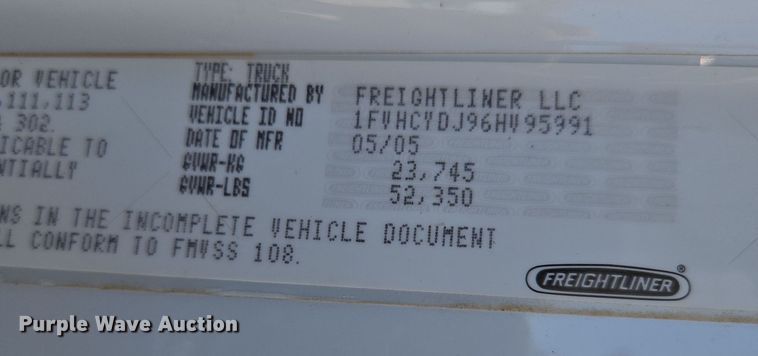 OR VEHICLE
,111,113
302.
ICABLE TO
NTIALLY
TYPE: TRUCK
MANUFACTURED BY FREIGHTLINER LLC
VEHICLE ID NO 1FVHCYDJ96HV95991
DATE OF MFR 05/05
GVWR-KG 23,745
GVWR-LBS 52,350
NS IN THE INCOMPLETE VEHICLE DOCUMENT
LL CONFORM TO FMVSS 108.
FREIGHTLINER®
Purple Wave Auction